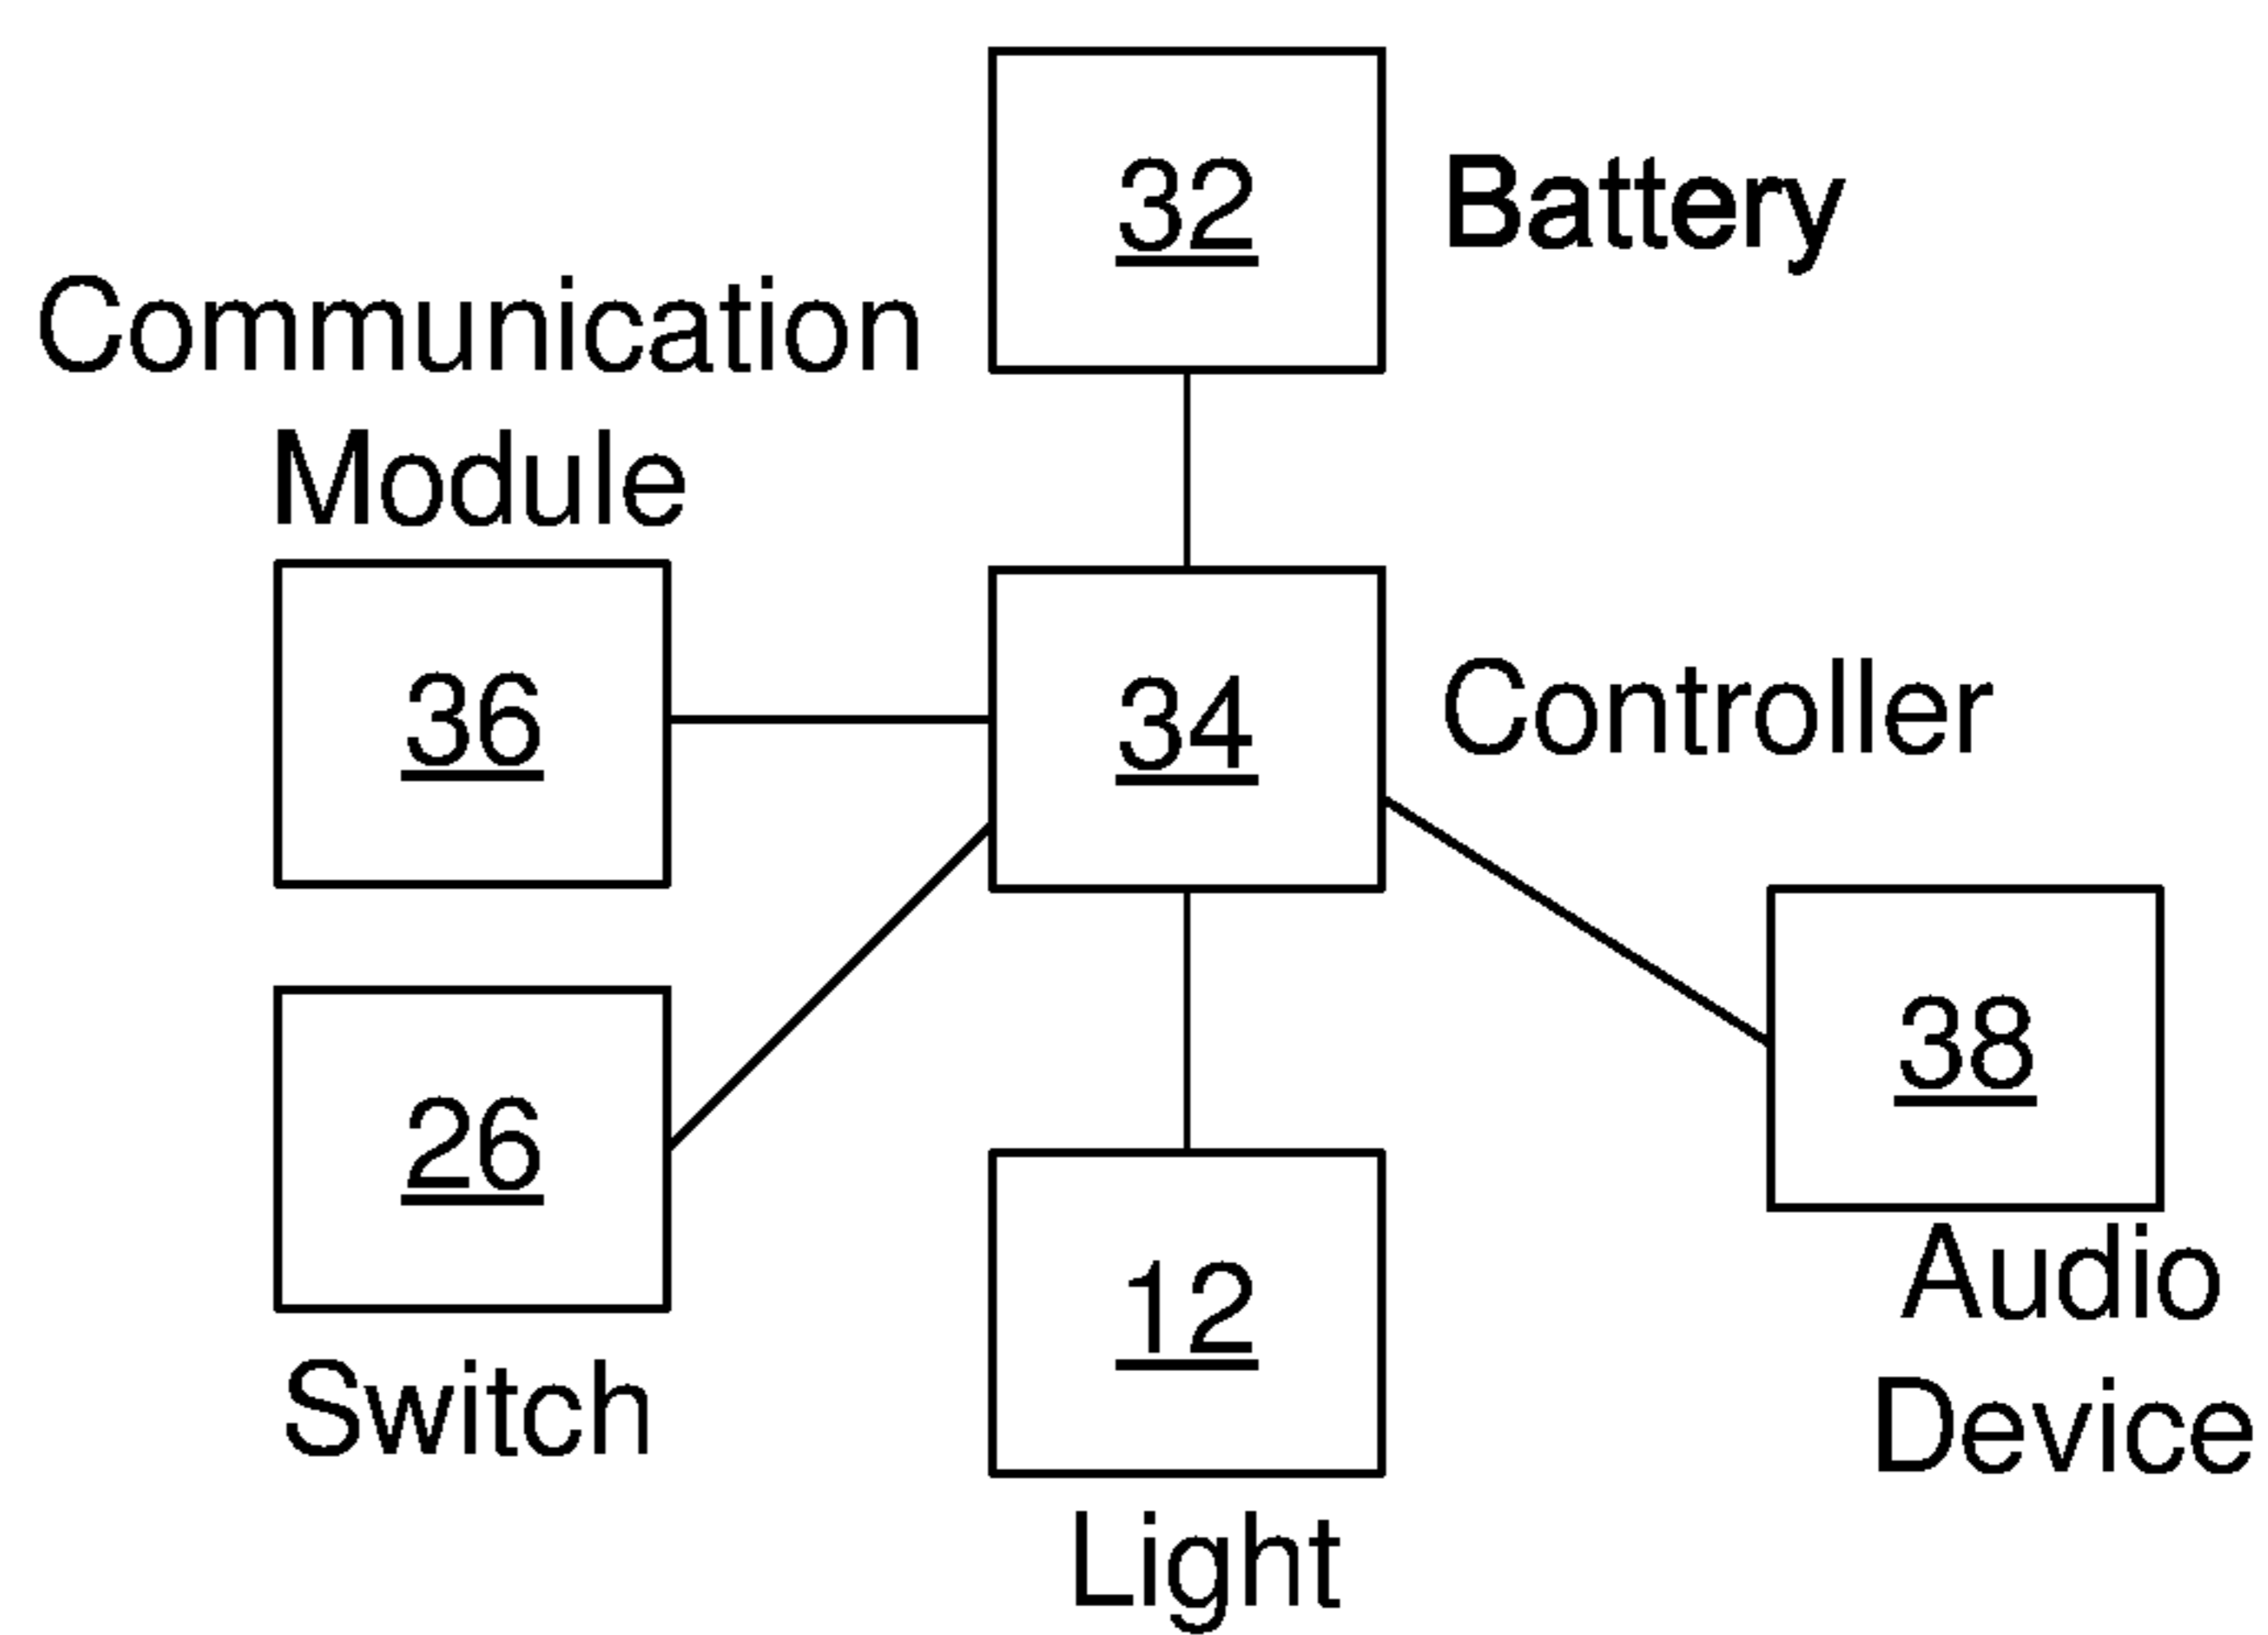 32
Battery
Communication
Module
36
34
Controller
26
Switch
12
Light
38
Audio
Device